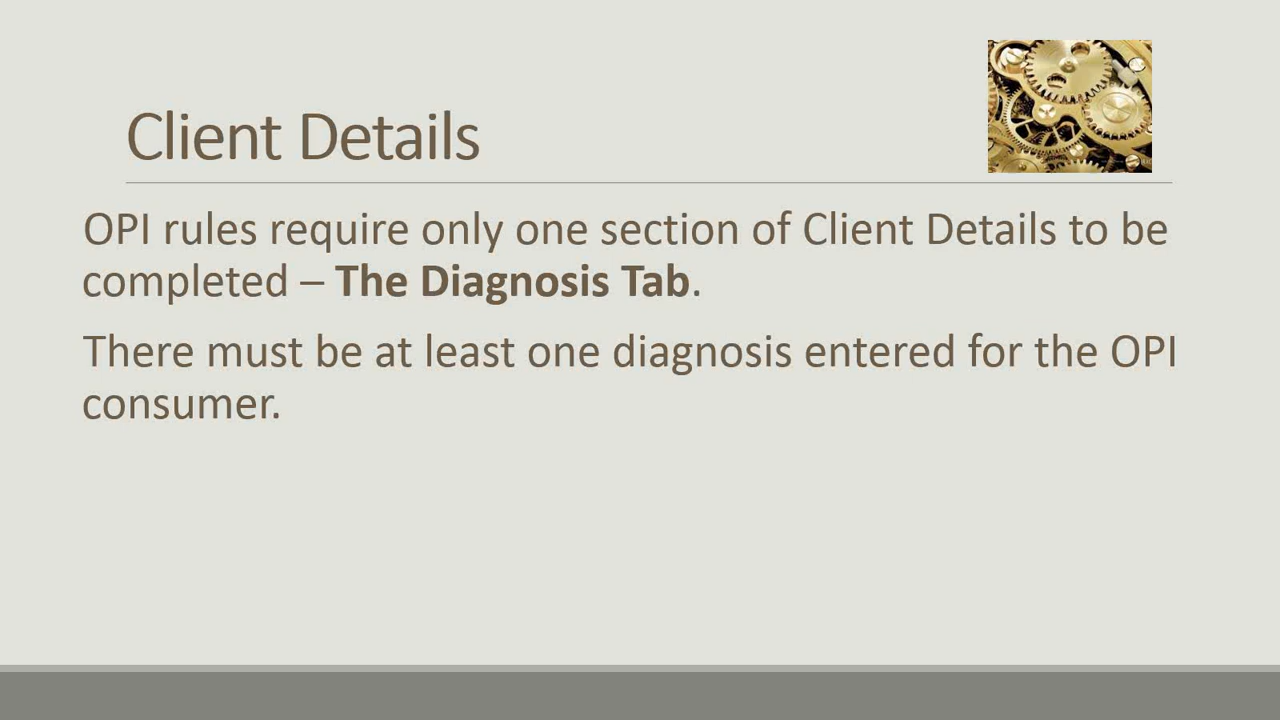 Client Details
OPI rules require only one section of Client Details to be
completed – The Diagnosis Tab.
There must be at least one diagnosis entered for the OPI
consumer.